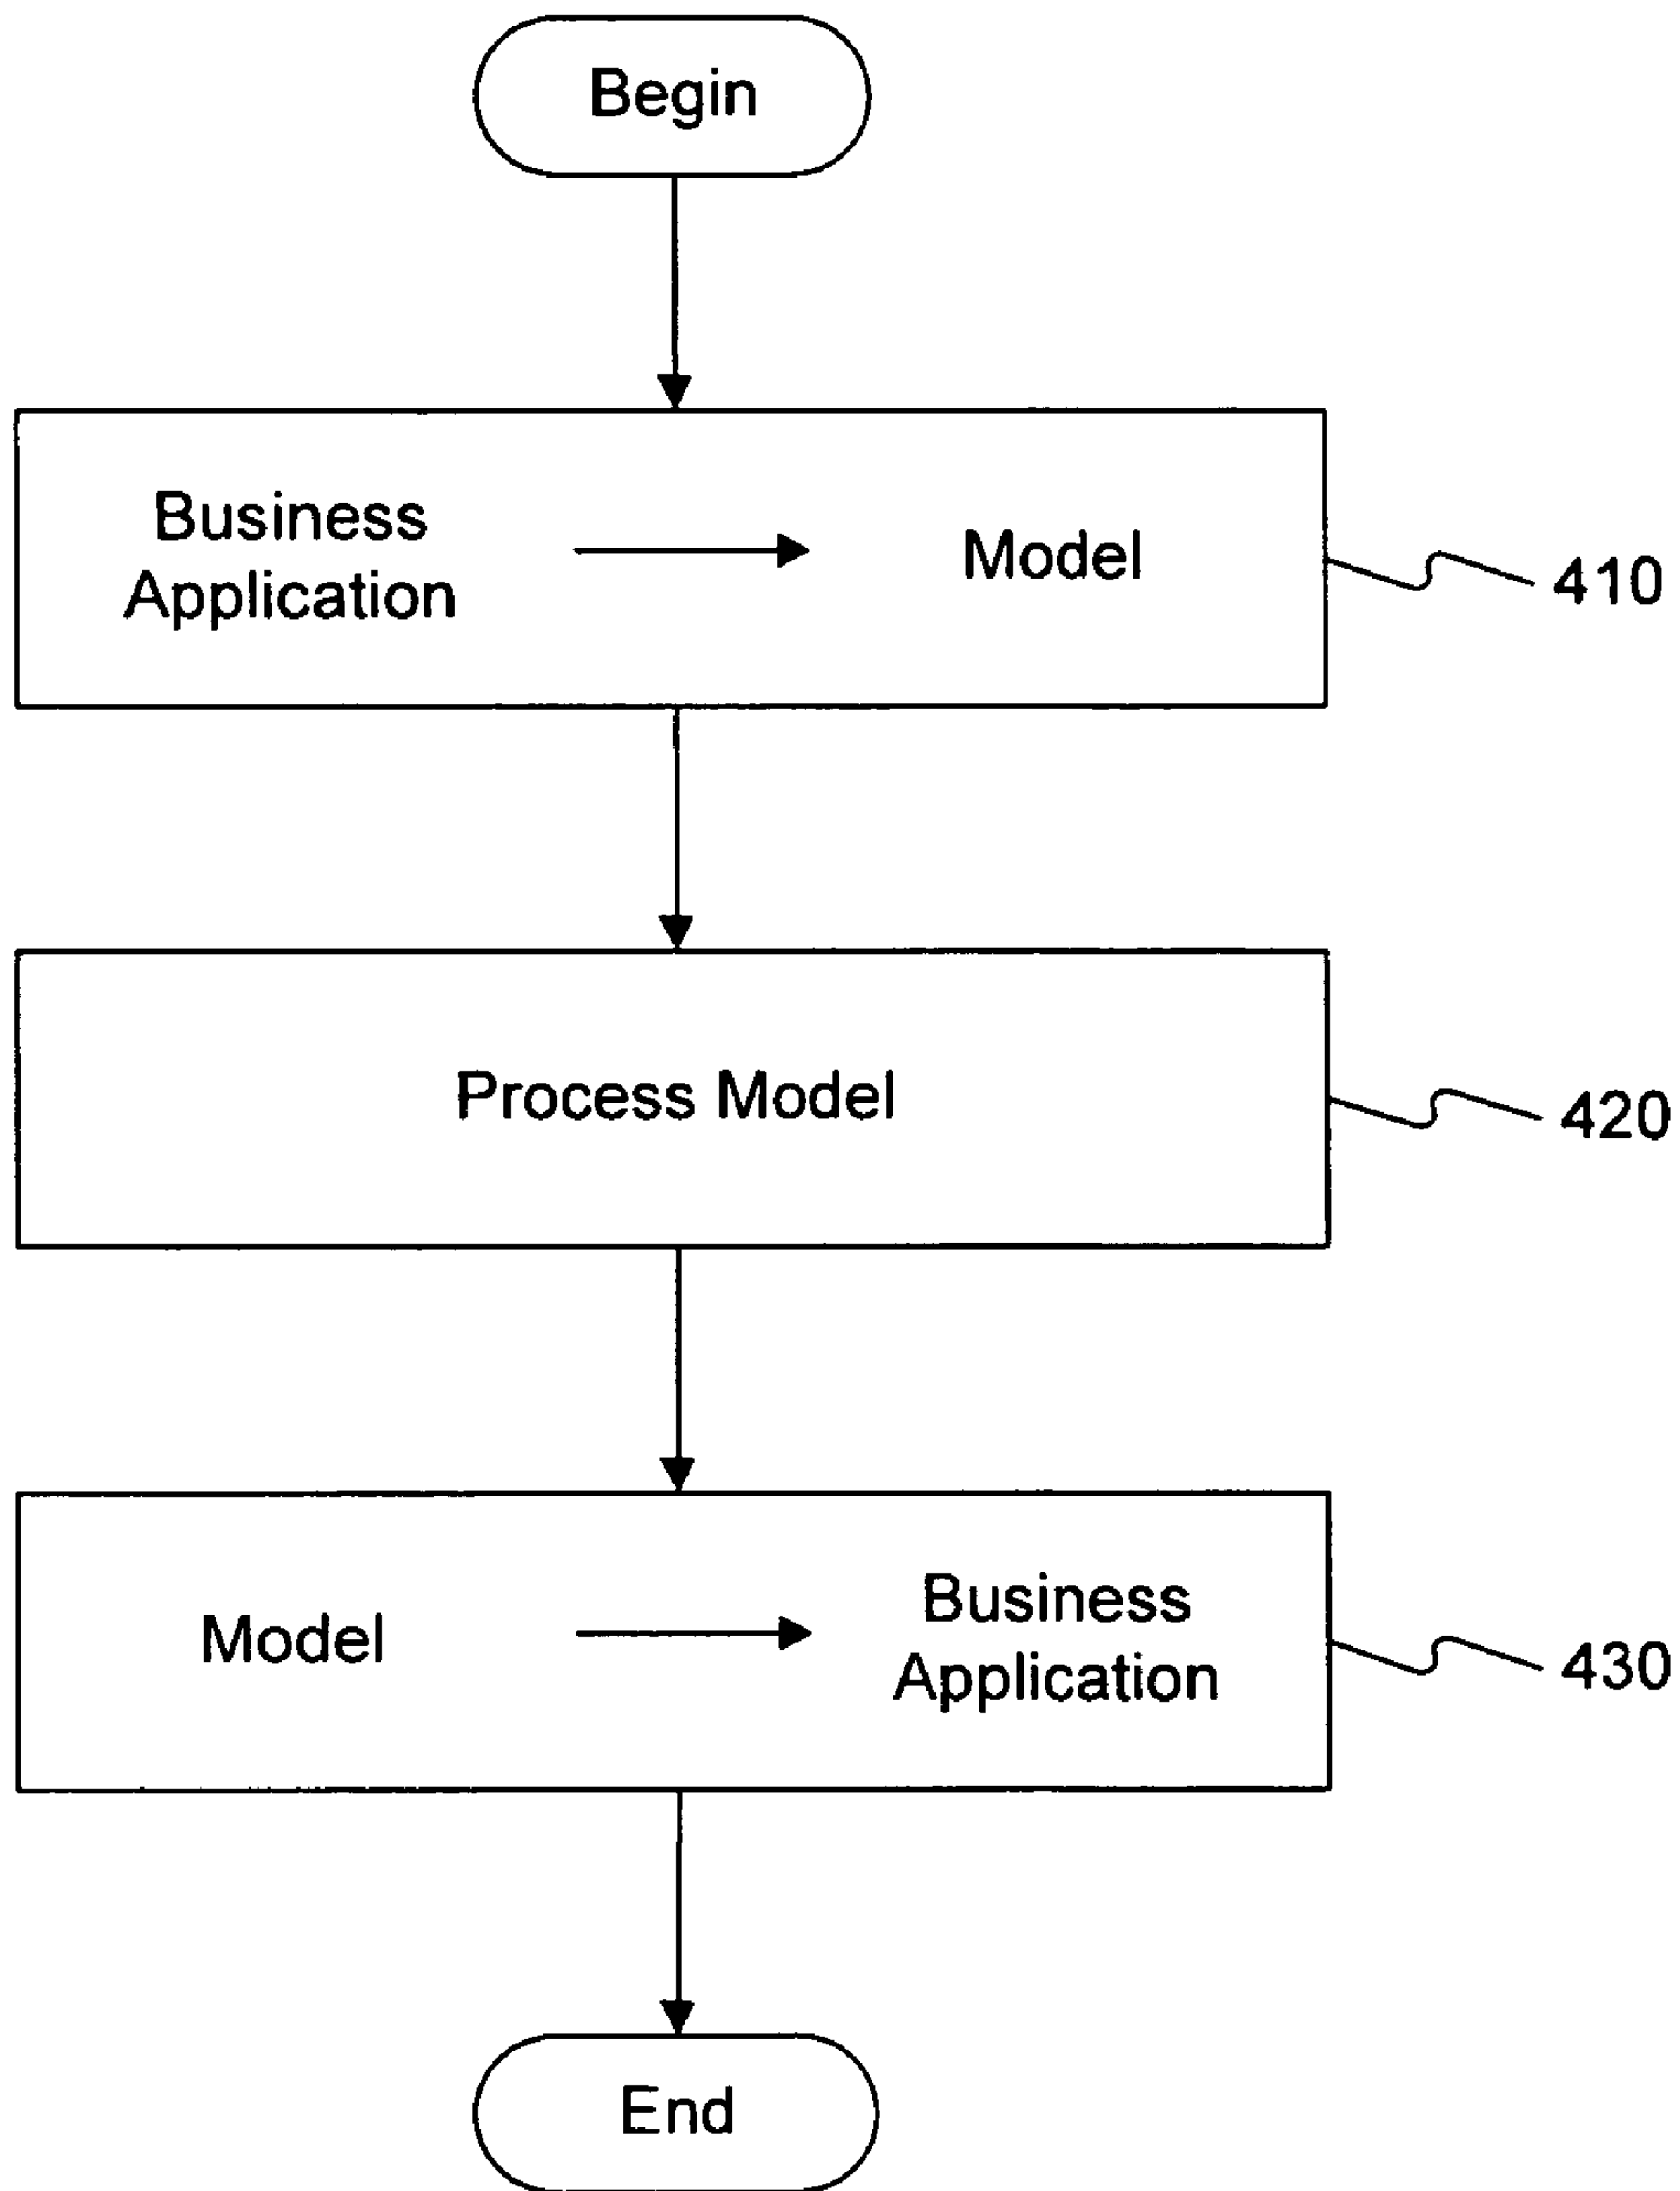 Begin
Business
Application
Model
410
Process Model
420
Model
Business
Application
430
End